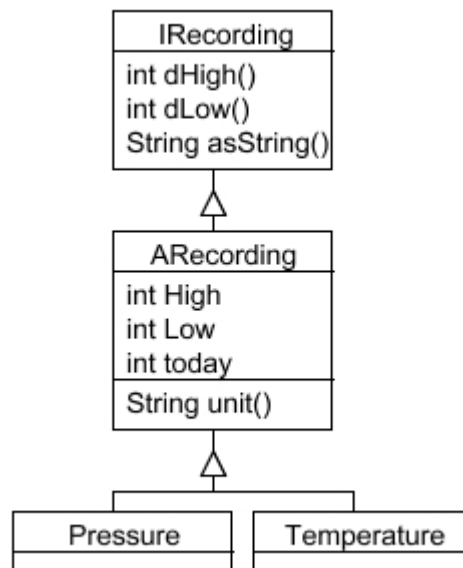 IRecording
int dHigh()
int dLow()
String asString()
ARecording
int High
int Low
int today
String unit()
Pressure
Temperature